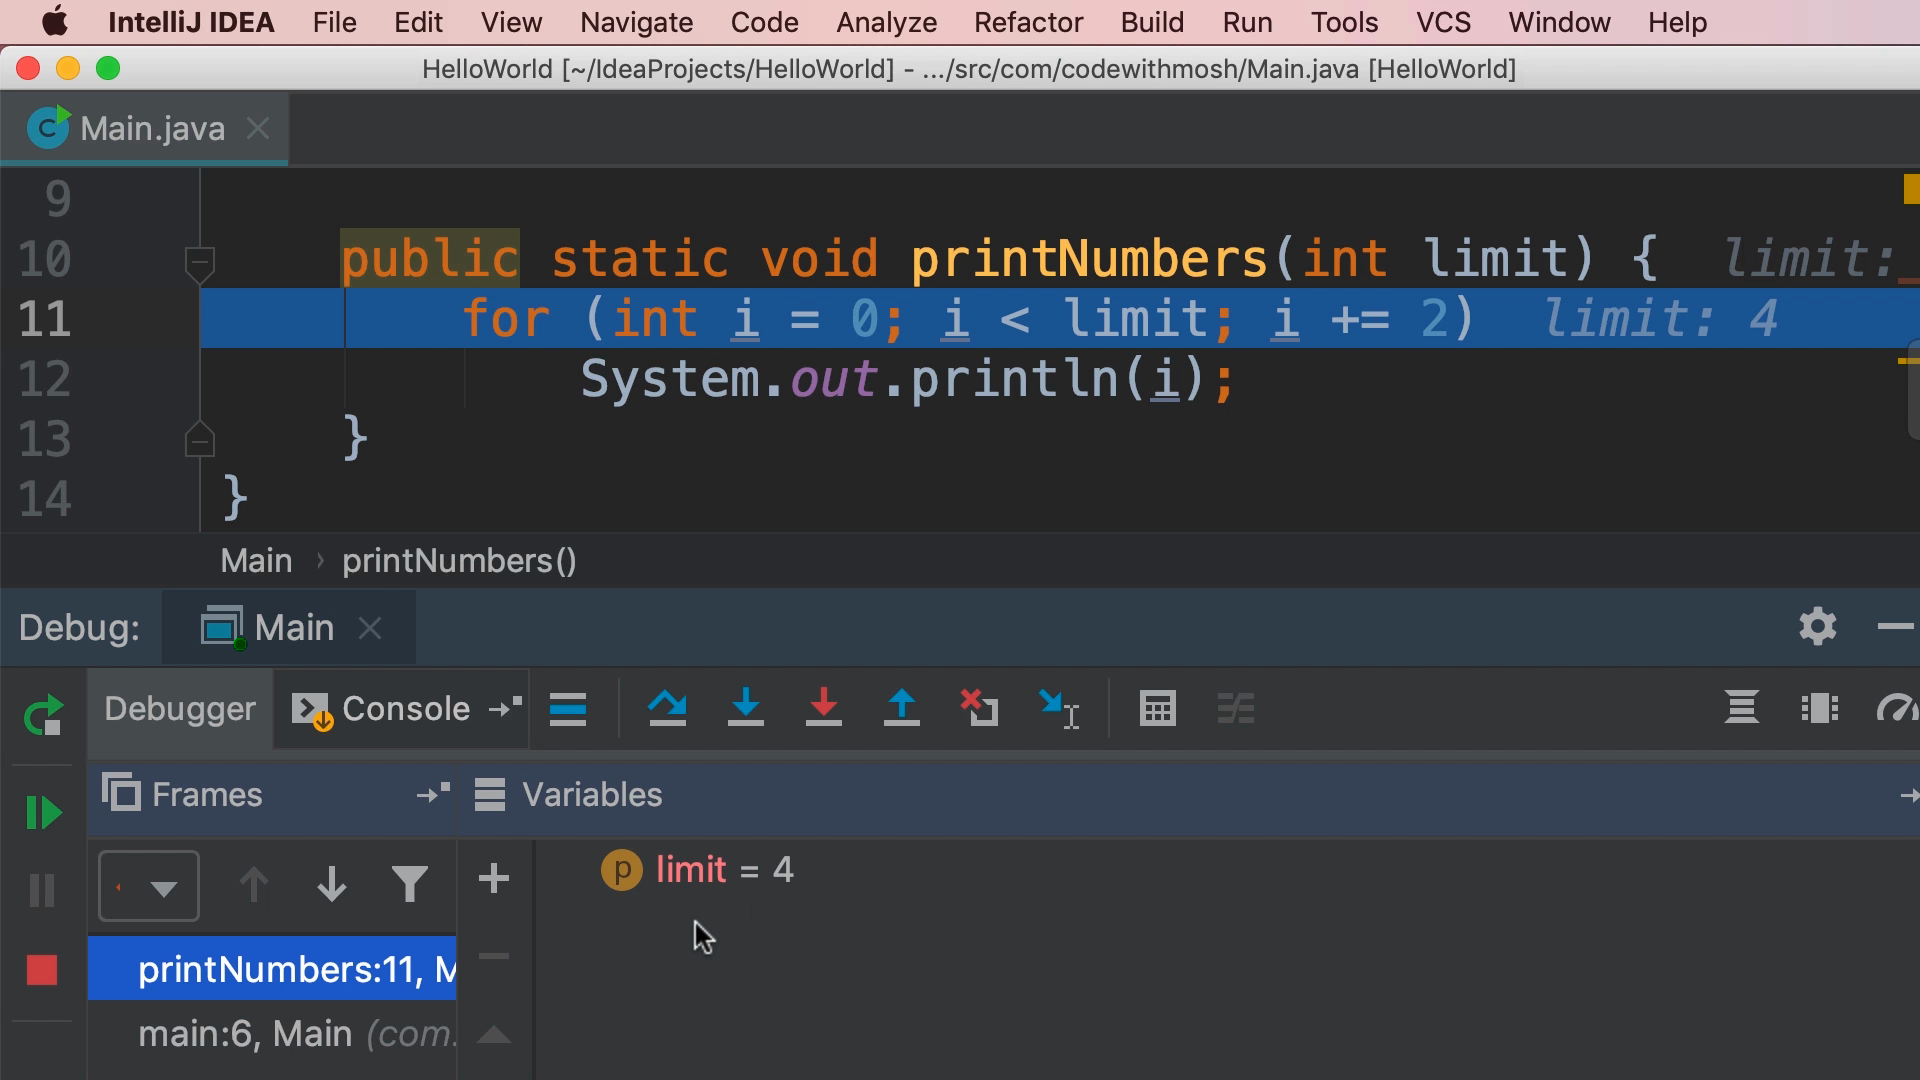 IntelliJ IDEA File Edit View Navigate Code Analyze Refactor Build Run Tools VCS Window Help
HelloWorld [~/IdeaProjects/HelloWorld] - .../src/com/codewithmosh/Main.java [HelloWorld]
C Main.java
9
10 public static void printNumbers(int limit) { limit:
11 for (int i = 0; i < limit; i += 2) limit: 4
12 System.out.println(i);
13 }
14 }
Main › printNumbers()
Debug: Main
Debugger Console
Frames Variables
p limit = 4
printNumbers:11, M
main:6, Main (com.